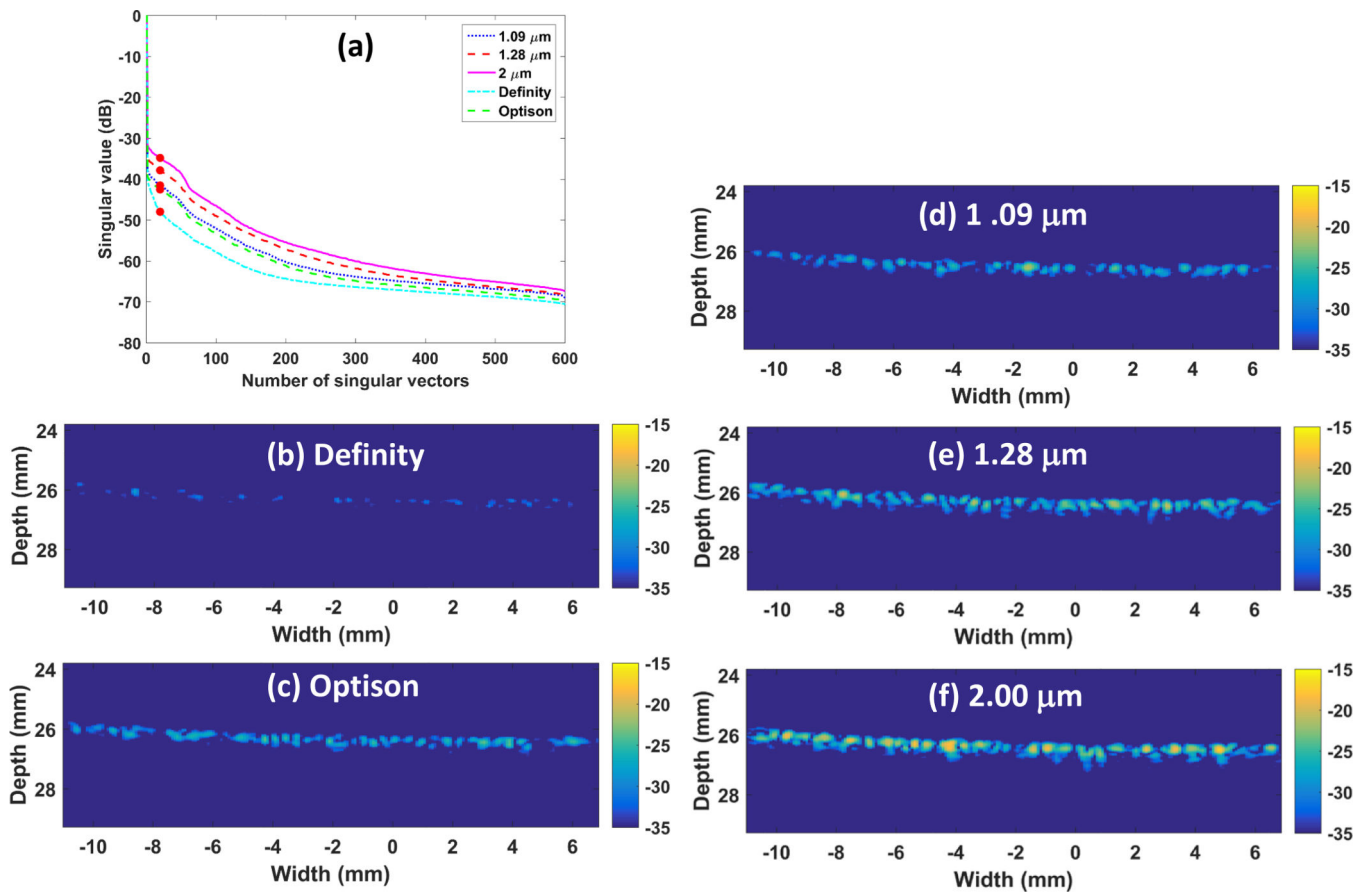 (a)
1.09 μm
1.28 μm
2 μm
Definity
Optison
0
-10
-20
-30
-40
-50
-60
-70
-80
Singular value (dB)
0 100 200 300 400 500 600
Number of singular vectors
(b) Definity
24
26
28
Depth (mm)
-10 -8 -6 -4 -2 0 2 4 6
Width (mm)
-15
-20
-25
-30
-35
(c) Optison
24
26
28
Depth (mm)
-10 -8 -6 -4 -2 0 2 4 6
Width (mm)
-15
-20
-25
-30
-35
(d) 1 .09 μm
24
26
28
Depth (mm)
-10 -8 -6 -4 -2 0 2 4 6
Width (mm)
-15
-20
-25
-30
-35
(e) 1.28 μm
24
26
28
Depth (mm)
-10 -8 -6 -4 -2 0 2 4 6
Width (mm)
-15
-20
-25
-30
-35
(f) 2.00 μm
24
26
28
Depth (mm)
-10 -8 -6 -4 -2 0 2 4 6
Width (mm)
-15
-20
-25
-30
-35